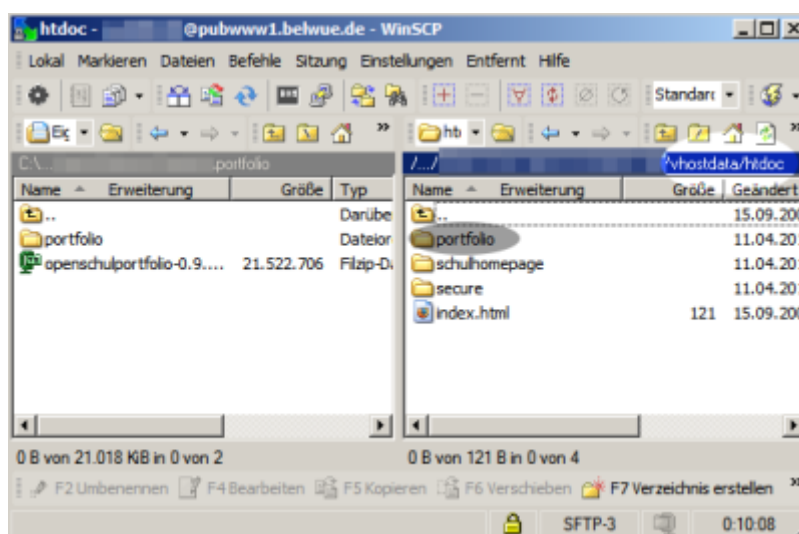 htdoc - @pubwww1.belwue.de - WinSCP
Lokal Markieren Dateien Befehle Sitzung Einstellungen Entfernt Hilfe
Standard
Eig hb
C:\... .portfolio /.../ /vhostdata/htdoc
Name Erweiterung Größe Typ Name Erweiterung Größe Geändert
.. Darübe .. 15.09.200
portfolio Dateior portfolio 11.04.20
openschulportfolio-0.9.... 21.522.706 Filzip-Da schulhomepage 11.04.20
secure 11.04.20
index.html 121 15.09.200
0 B von 21.018 KiB in 0 von 2 0 B von 121 B in 0 von 4
F2 Umbenennen F4 Bearbeiten F5 Kopieren F6 Verschieben F7 Verzeichnis erstellen
SFTP-3 0:10:08